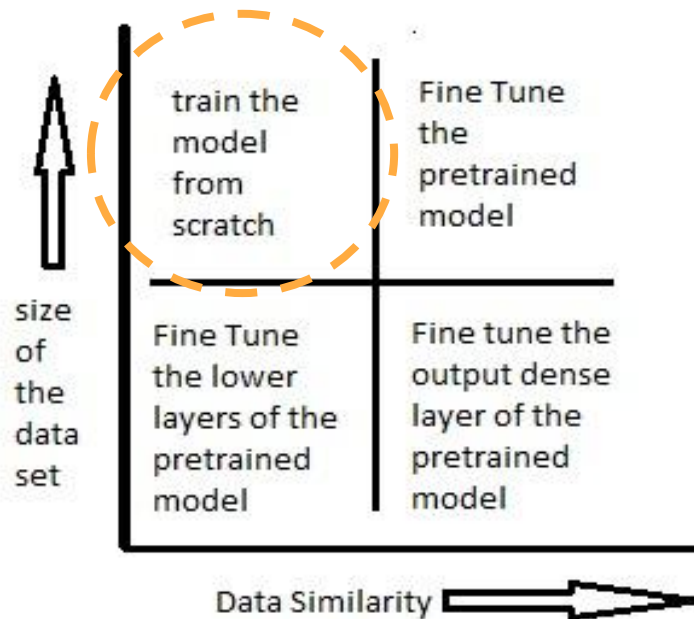 train the
model
from
scratch
Fine Tune
the
pretrained
model
size
of
the
data
set
Fine Tune
the lower
layers of the
pretrained
model
Fine tune the
output dense
layer of the
pretrained
model
Data Similarity